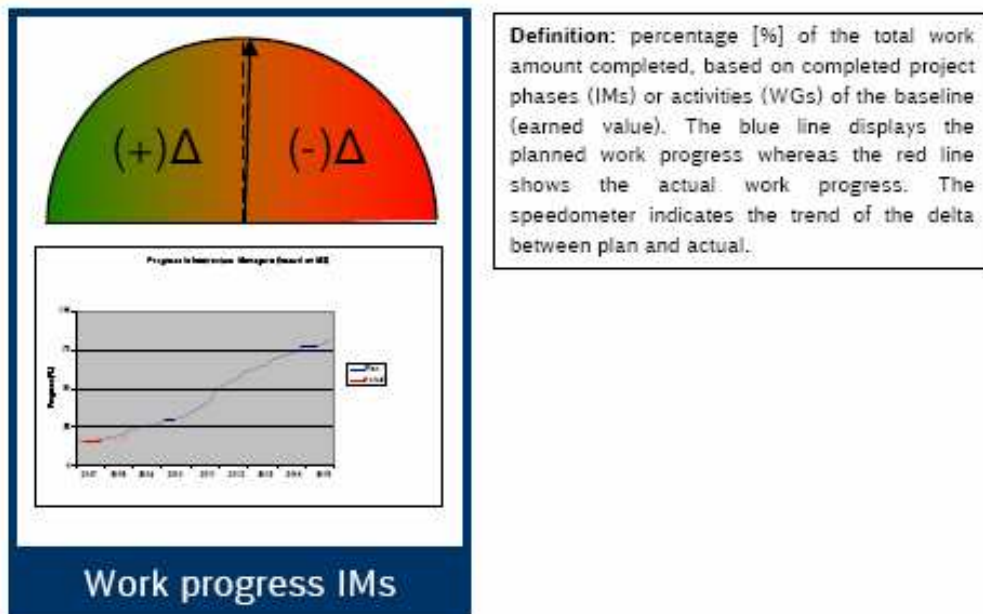 (+)Δ
(-)Δ
Work progress IMs
Definition: percentage [%] of the total work
amount completed, based on completed project
phases (IMs) or activities (WGs) of the baseline
(earned value). The blue line displays the
planned work progress whereas the red line
shows the actual work progress. The
speedometer indicates the trend of the delta
between plan and actual.